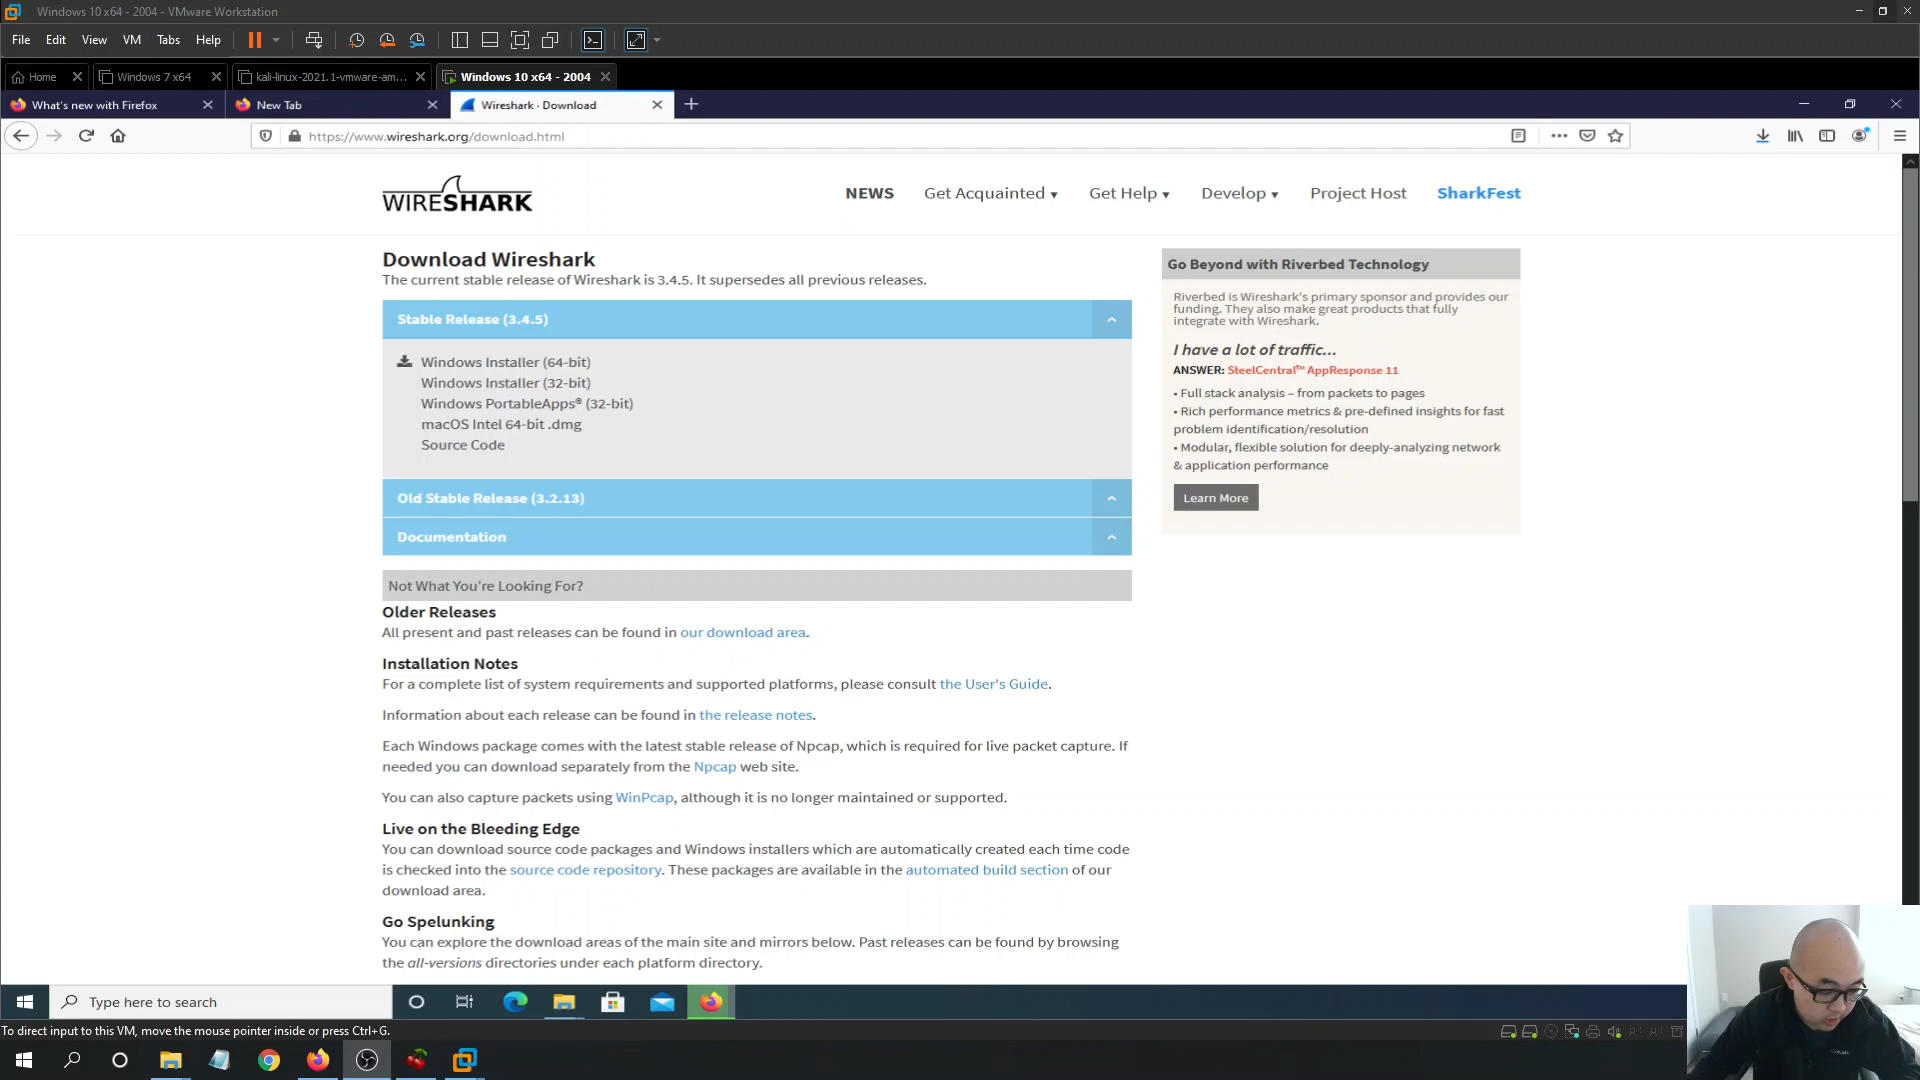 Windows 10 x64 - 2004 - VMware Workstation
File Edit View VM Tabs Help
Home Windows 7 x64 kali-linux-2021.1-vmware-am... Windows 10 x64 - 2004
What's new with Firefox New Tab Wireshark · Download
https://www.wireshark.org/download.html
WIRESHARK NEWS Get Acquainted Get Help Develop Project Host SharkFest
Download Wireshark
The current stable release of Wireshark is 3.4.5. It supersedes all previous releases.
Stable Release (3.4.5)
Windows Installer (64-bit)
Windows Installer (32-bit)
Windows PortableApps® (32-bit)
macOS Intel 64-bit .dmg
Source Code
Old Stable Release (3.2.13)
Documentation
Not What You're Looking For?
Older Releases
All present and past releases can be found in our download area.
Installation Notes
For a complete list of system requirements and supported platforms, please consult the User's Guide.
Information about each release can be found in the release notes.
Each Windows package comes with the latest stable release of Npcap, which is required for live packet capture. If
needed you can download separately from the Npcap web site.
You can also capture packets using WinPcap, although it is no longer maintained or supported.
Live on the Bleeding Edge
You can download source code packages and Windows installers which are automatically created each time code
is checked into the source code repository. These packages are available in the automated build section of our
download area.
Go Spelunking
You can explore the download areas of the main site and mirrors below. Past releases can be found by browsing
the all-versions directories under each platform directory.
Go Beyond with Riverbed Technology
Riverbed is Wireshark's primary sponsor and provides our
funding. They also make great products that fully
integrate with Wireshark.
I have a lot of traffic...
ANSWER: SteelCentral™ AppResponse 11
• Full stack analysis – from packets to pages
• Rich performance metrics & pre-defined insights for fast
problem identification/resolution
• Modular, flexible solution for deeply-analyzing network
& application performance
Learn More
Type here to search
To direct input to this VM, move the mouse pointer inside or press Ctrl+G.